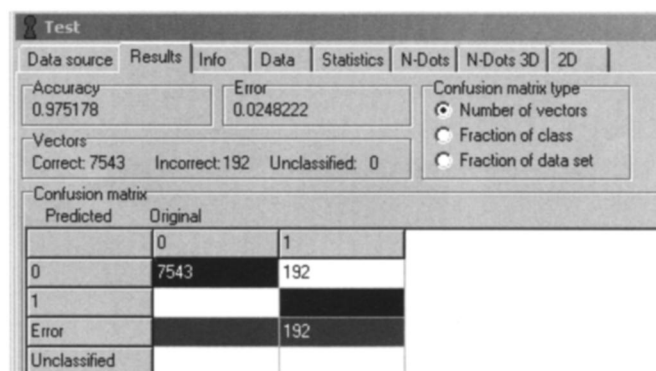 Test
Data source Results Info Data Statistics N-Dots N-Dots 3D 2D
Accuracy
0.975178
Error
0.0248222
Confusion matrix type
Number of vectors
Fraction of class
Fraction of data set
Vectors
Correct: 7543 Incorrect: 192 Unclassified: 0
Confusion matrix
Predicted Original
0 1
0 7543 192
1
Error 192
Unclassified